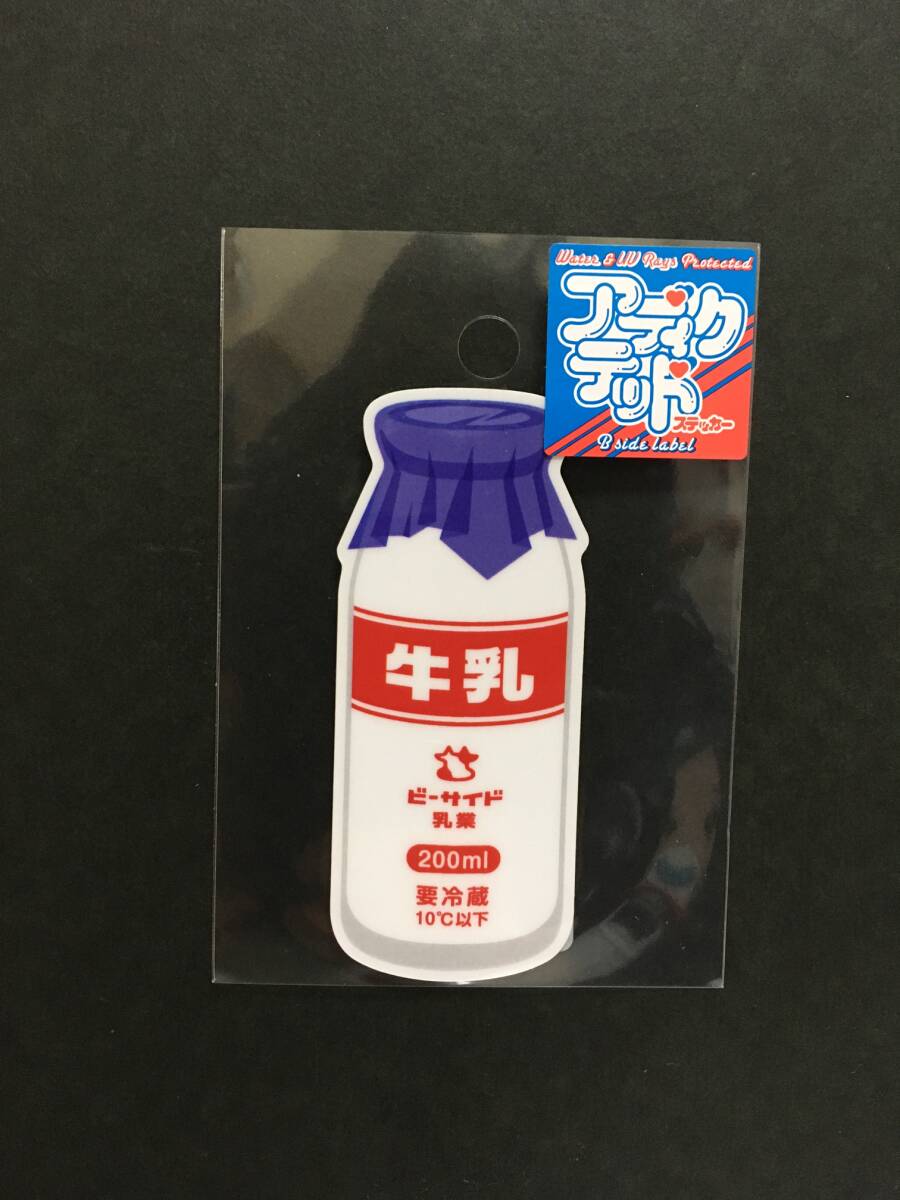 Water & UV Rays Protected
アディク
テッド
ステッカー
B side label
牛乳
ビーサイド
乳業
200ml
要冷蔵
10℃以下